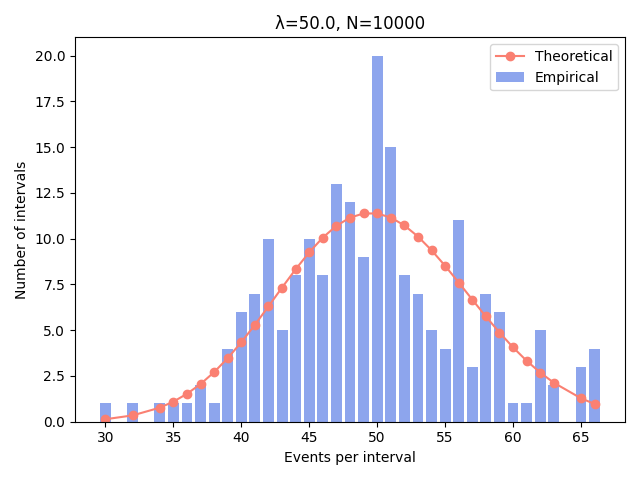 λ=50.0, N=10000
Theoretical
Empirical
20.0
17.5
15.0
12.5
10.0
7.5
5.0
2.5
0.0
Number of intervals
30 35 40 45 50 55 60 65
Events per interval